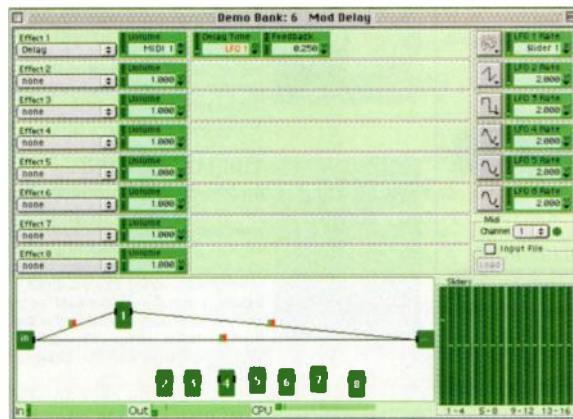 Demo Bank: 6 Mod Delay
Effect 1 Volume Delay Time Feedback LFO 1 Rate
Delay MIDI 1 LFO 1 0.250 Slider 1
Effect 2 Volume LFO 2 Rate
none 1.000 2.000
Effect 3 Volume LFO 3 Rate
none 1.000 2.000
Effect 4 Volume LFO 4 Rate
none 1.000 2.000
Effect 5 Volume LFO 5 Rate
none 1.000 2.000
Effect 6 Volume LFO 6 Rate
none 1.000 2.000
Effect 7 Volume Midi
none 1.000 Channel 1
Effect 8 Volume Input File
none 1.000 Load
Sliders
1
in
2 3 4 5 6 7 8
1-4 5-8 9-12 13-16
In Out CPU